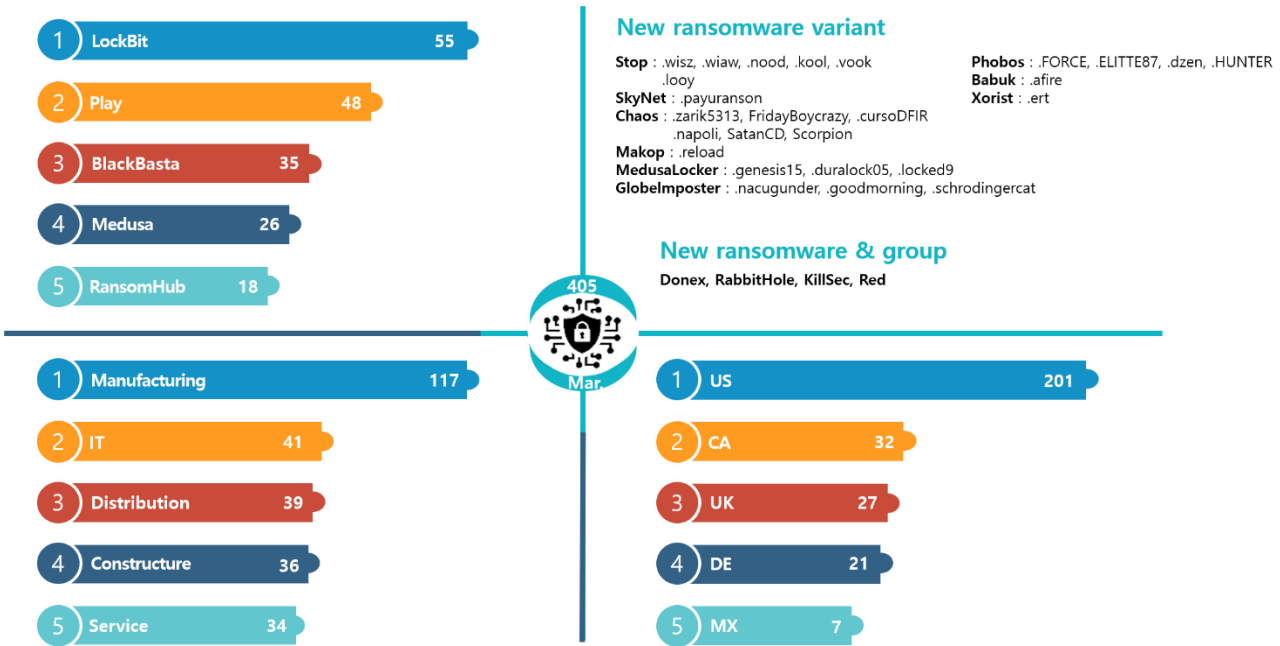 1 LockBit 55
2 Play 48
3 BlackBasta 35
4 Medusa 26
5 RansomHub 18
New ransomware variant
Stop : .wisz, .wiaw, .nood, .kool, .vook
.looy
SkyNet : .payuranson
Chaos : .zarik5313, FridayBoycrazy, .cursoDFIR
.napoli, SatanCD, Scorpion
Makop : .reload
MedusaLocker : .genesis15, .duralock05, .locked9
GlobeImposter : .nacugunder, .goodmorning, .schrodingercat
Phobos : .FORCE, .ELITTE87, .dzen, .HUNTER
Babuk : .afire
Xorist : .ert
New ransomware & group
Donex, RabbitHole, KillSec, Red
405
Mar.
1 Manufacturing 117
2 IT 41
3 Distribution 39
4 Constructure 36
5 Service 34
1 US 201
2 CA 32
3 UK 27
4 DE 21
5 MX 7